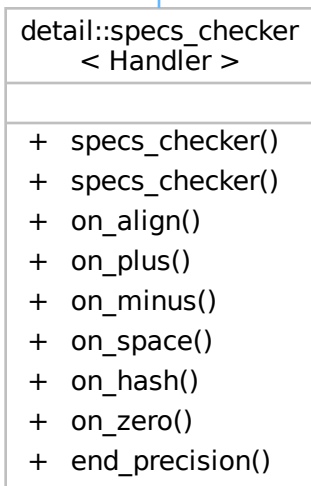 detail::specs_checker
< Handler >
+ specs_checker()
+ specs_checker()
+ on_align()
+ on_plus()
+ on_minus()
+ on_space()
+ on_hash()
+ on_zero()
+ end_precision()